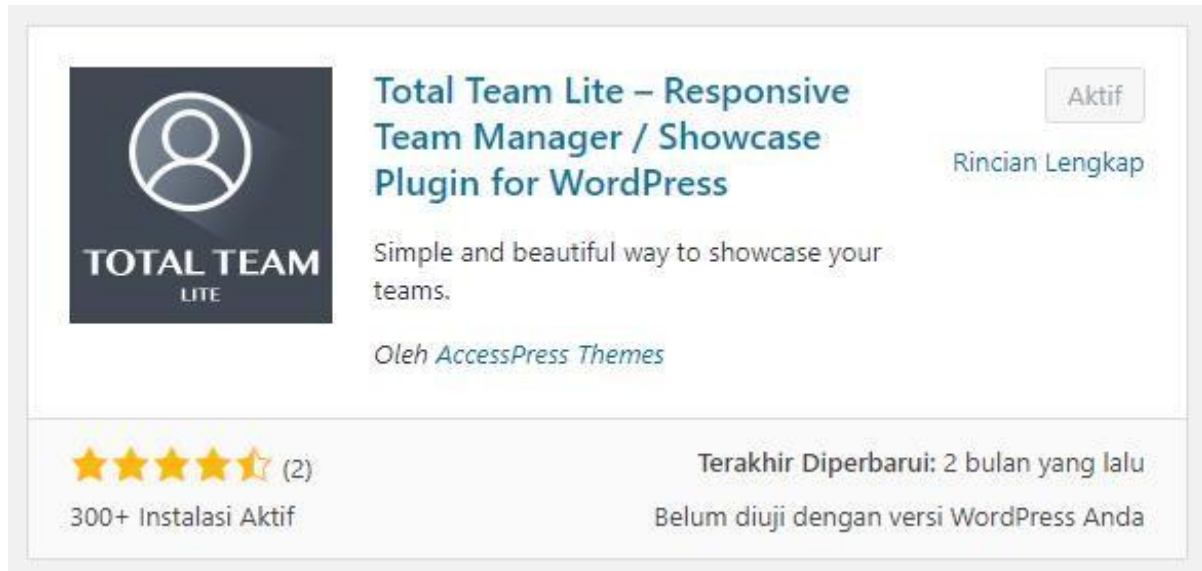 TOTAL TEAM
LITE
Total Team Lite – Responsive
Team Manager / Showcase
Plugin for WordPress
Simple and beautiful way to showcase your
teams.
Oleh AccessPress Themes
Aktif
Rincian Lengkap
(2)
300+ Instalasi Aktif
Terakhir Diperbarui: 2 bulan yang lalu
Belum diuji dengan versi WordPress Anda